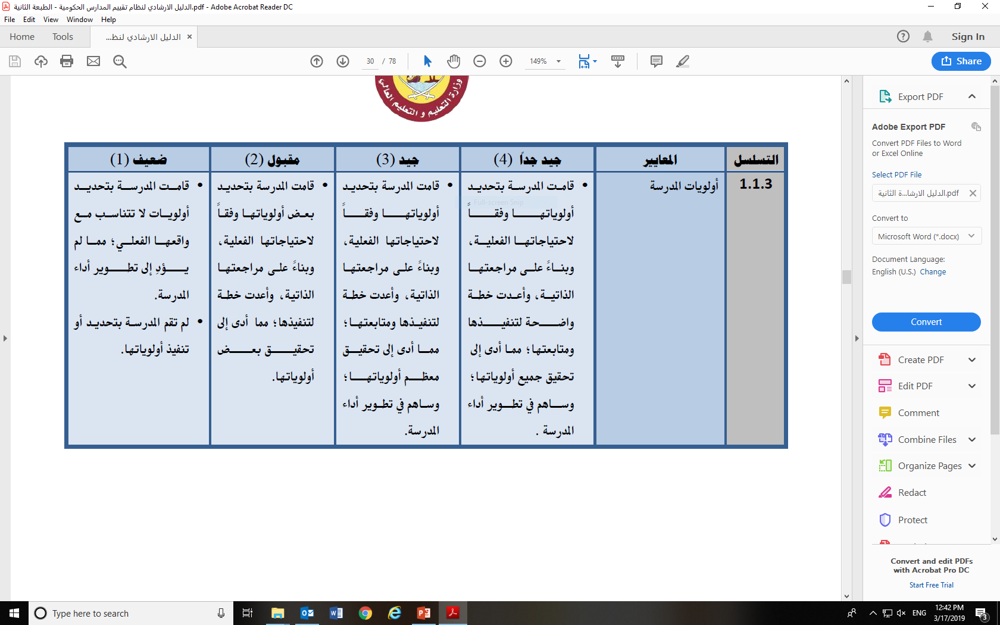 الدليل الارشادي لنظام تقييم المدارس الحكومية - الطبعة الثانية.pdf - Adobe Acrobat Reader DC
File Edit View Window Help
Home Tools الدليل الارشادي لنظ... × Sign In
30 / 78 149% Share
وزارة التعليم و التعليم العالي
التسلسل المعايير جيد جداً (4) جيد (3) مقبول (2) ضعيف (1)
1.1.3
أولويات المدرسة
• قامت المدرسة بتحديد
أولوياتها وفقاً
لاحتياجاتها الفعلية،
وبناءً على مراجعتها
الذاتية، وأعدت خطة
واضحة لتنفيذها
ومتابعتها؛ مما أدى إلى
تحقيق جميع أولوياتها؛
وساهم في تطوير أداء
المدرسة .
• قامت المدرسة بتحديد
أولوياتها وفقاً
لاحتياجاتها الفعلية،
وبناءً على مراجعتها
الذاتية، وأعدت خطة
لتنفيذها ومتابعتها؛
مما أدى إلى تحقيق
معظم أولوياتها؛
وساهم في تطوير أداء
المدرسة.
• قامت المدرسة بتحديد
بعض أولوياتها وفقاً
لاحتياجاتها الفعلية،
وبناءً على مراجعتها
الذاتية، وأعدت خطة
لتنفيذها؛ مما أدى إلى
تحقيق بعض
أولوياتها.
• قامت المدرسة بتحديد
أولويات لا تتناسب مع
واقعها الفعلي؛ مما لم
يؤدِ إلى تطوير أداء
المدرسة.
• لم تقم المدرسة بتحديد أو
تنفيذ أولوياتها.
Full-screen Snip
Export PDF
Adobe Export PDF
Convert PDF Files to Word
or Excel Online
Select PDF File
الدليل الارشا...ة الثانية.pdf
Convert to
Microsoft Word (*.docx)
Document Language:
English (U.S.) Change
Convert
Create PDF
Edit PDF
Comment
Combine Files
Organize Pages
Redact
Protect
Convert and edit PDFs
with Acrobat Pro DC
Start Free Trial
Type here to search
ENG 12:42 PM 3
3/17/2019